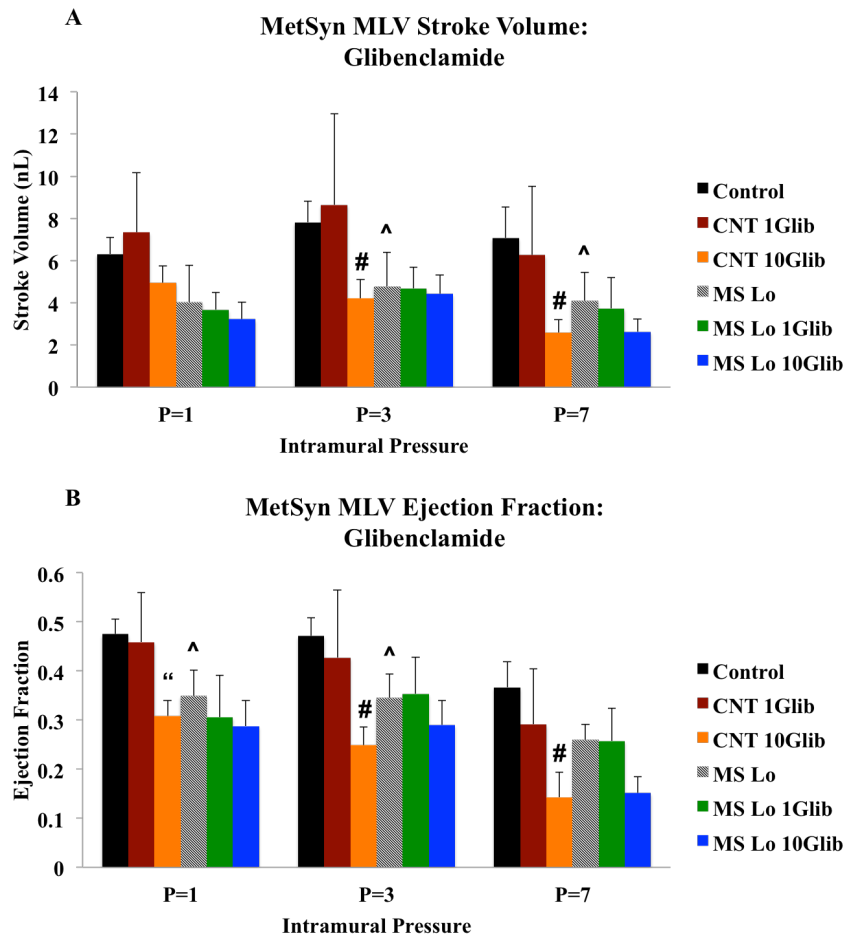 A
MetSyn MLV Stroke Volume:
Glibenclamide
14
12
10
8
6
4
2
0
Stroke Volume (nL)
#
^
#
^
P=1 P=3 P=7
Intramural Pressure
Control
CNT 1Glib
CNT 10Glib
MS Lo
MS Lo 1Glib
MS Lo 10Glib
B
MetSyn MLV Ejection Fraction:
Glibenclamide
0.6
0.5
0.4
0.3
0.2
0.1
0
Ejection Fraction
“
^
#
^
#
P=1 P=3 P=7
Intramural Pressure
Control
CNT 1Glib
CNT 10Glib
MS Lo
MS Lo 1Glib
MS Lo 10Glib